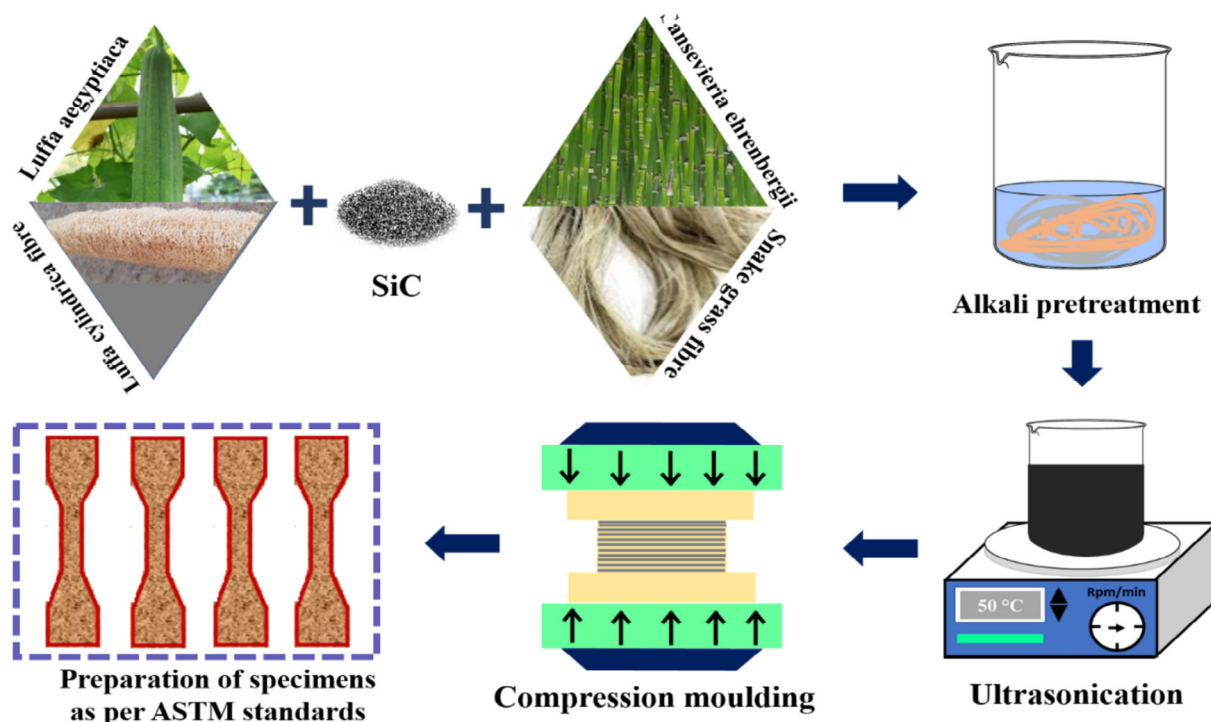 Luffa aegyptiaca
Luffa cylindrica fibre
SiC
Sansevieria ehrenbergii
Snake grass fibre
Alkali pretreatment
50 °C
Rpm/min
Ultrasonication
Compression moulding
Preparation of specimens
as per ASTM standards